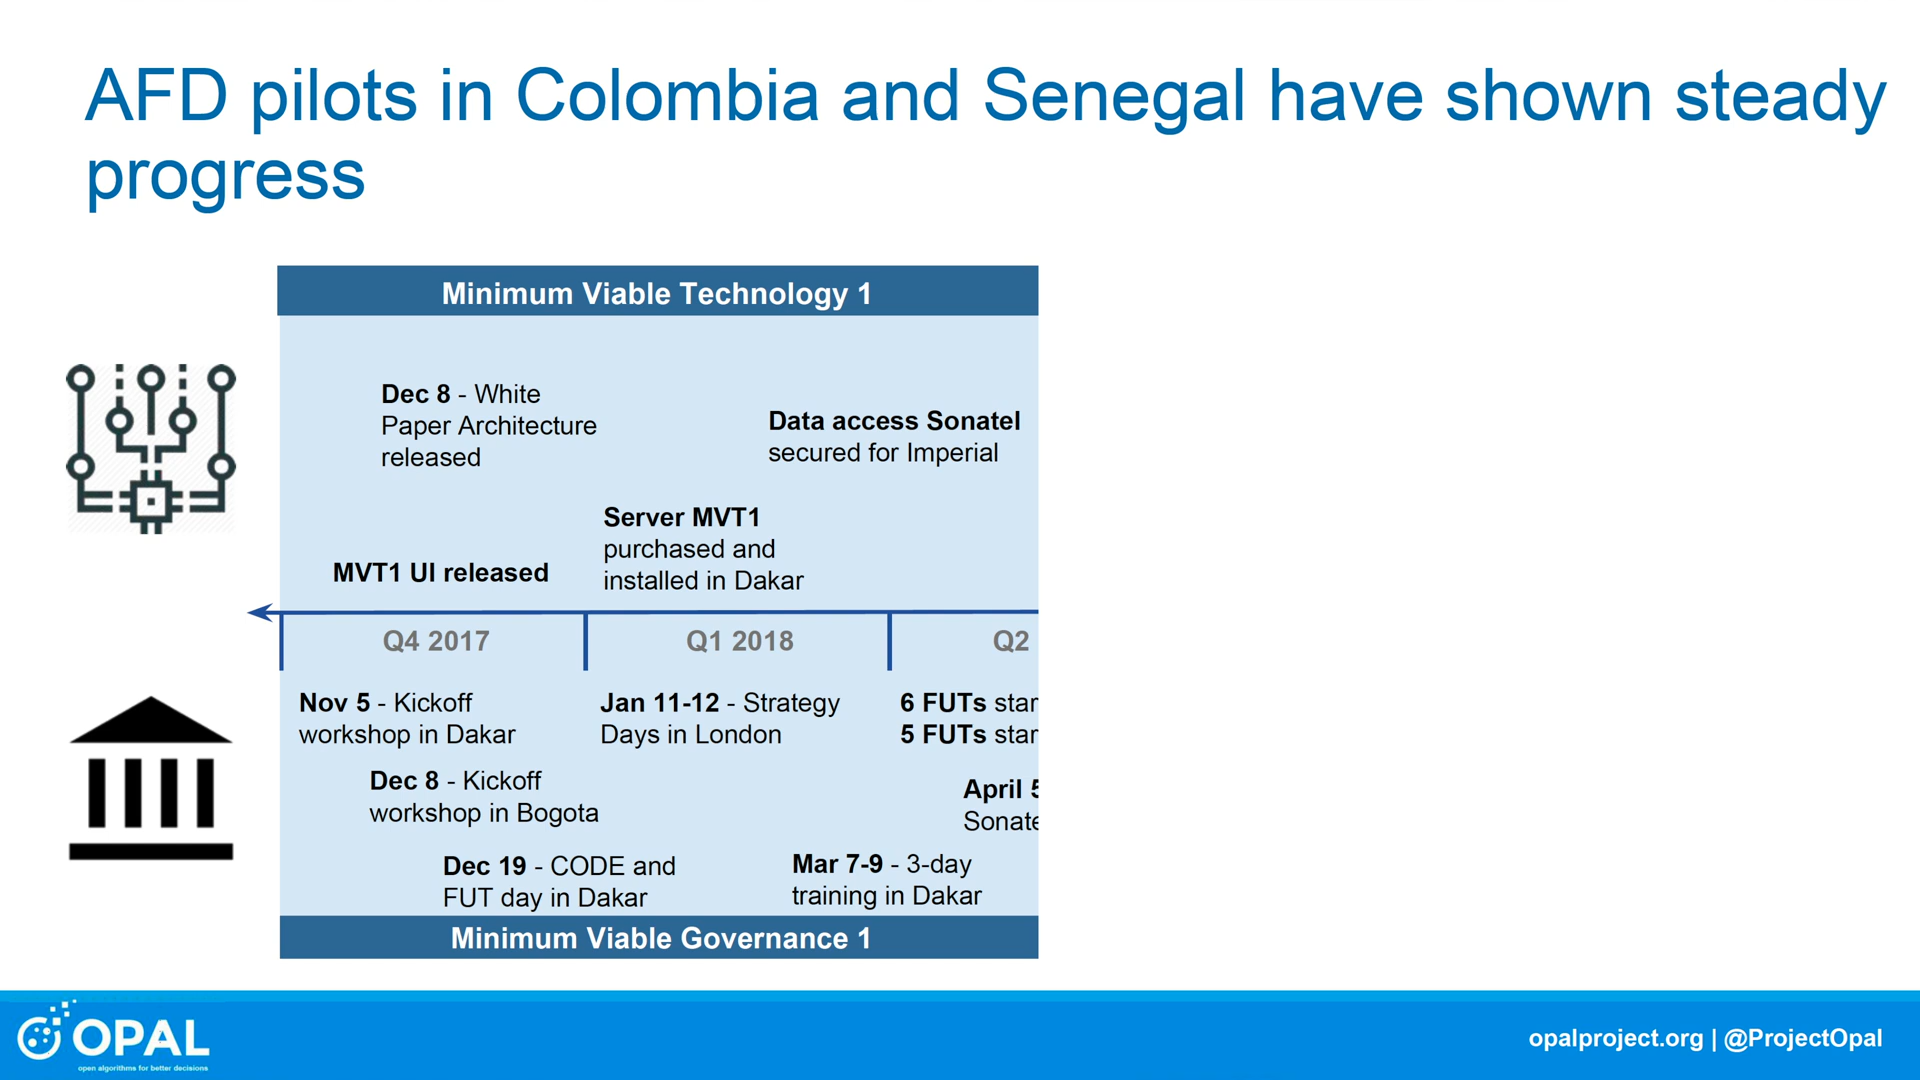 AFD pilots in Colombia and Senegal have shown steady
progress
Minimum Viable Technology 1
Dec 8 - White
Paper Architecture
released
Data access Sonatel
secured for Imperial
Server MVT1
purchased and
installed in Dakar
MVT1 UI released
Q4 2017
Q1 2018
Q2
Nov 5 - Kickoff
workshop in Dakar
Jan 11-12 - Strategy
Days in London
6 FUTs
5 FUTs
Dec 8 - Kickoff
workshop in Bogota
April
Dec 19 - CODE and
FUT day in Dakar
Mar 7-9 - 3-day
training in Dakar
Minimum Viable Governance 1
OPAL
open algorithms for better decisions
opalproject.org | @ProjectOpal